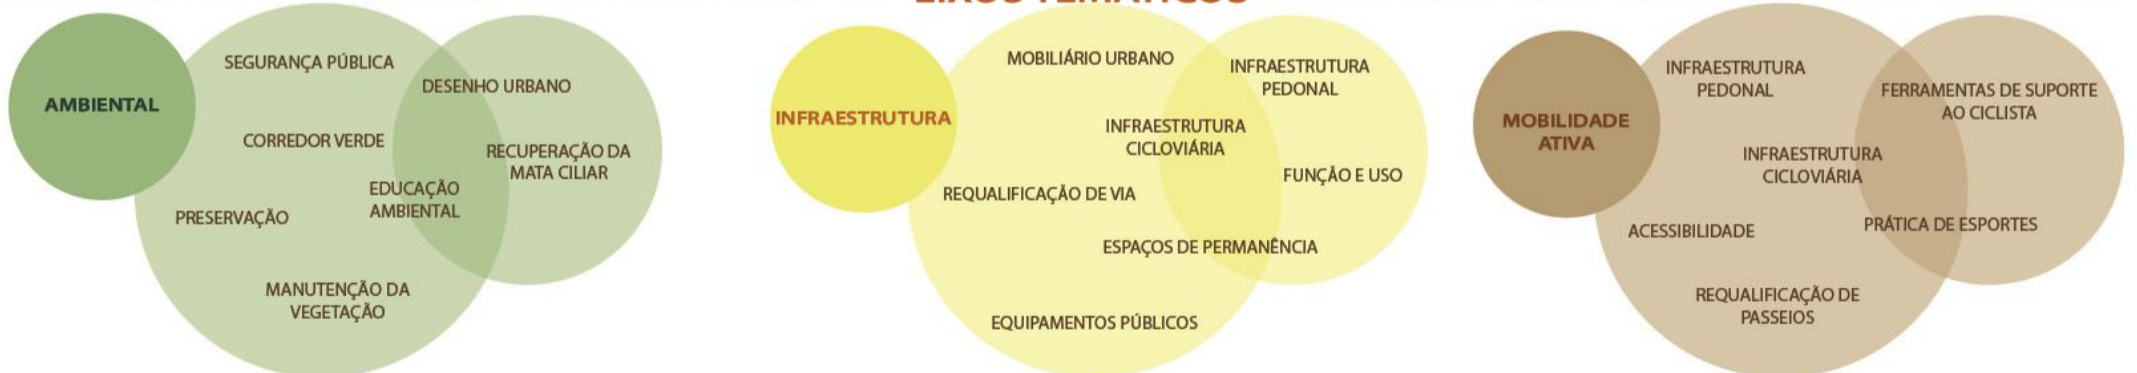 EIXOS TEMÁTICOS
AMBIENTAL
SEGURANÇA PÚBLICA
DESENHO URBANO
CORREDOR VERDE
RECUPERAÇÃO DA
MATA CILIAR
EDUCAÇÃO
AMBIENTAL
PRESERVAÇÃO
MANUTENÇÃO DA
VEGETAÇÃO
INFRAESTRUTURA
MOBILIÁRIO URBANO
INFRAESTRUTURA
PEDONAL
INFRAESTRUTURA
CICLOVIÁRIA
FUNÇÃO E USO
REQUALIFICAÇÃO DE VIA
ESPAÇOS DE PERMANÊNCIA
EQUIPAMENTOS PÚBLICOS
MOBILIDADE
ATIVA
INFRAESTRUTURA
PEDONAL
FERRAMENTAS DE SUPORTE
AO CICLISTA
INFRAESTRUTURA
CICLOVIÁRIA
ACESSIBILIDADE
PRÁTICA DE ESPORTES
REQUALIFICAÇÃO DE
PASSEIOS